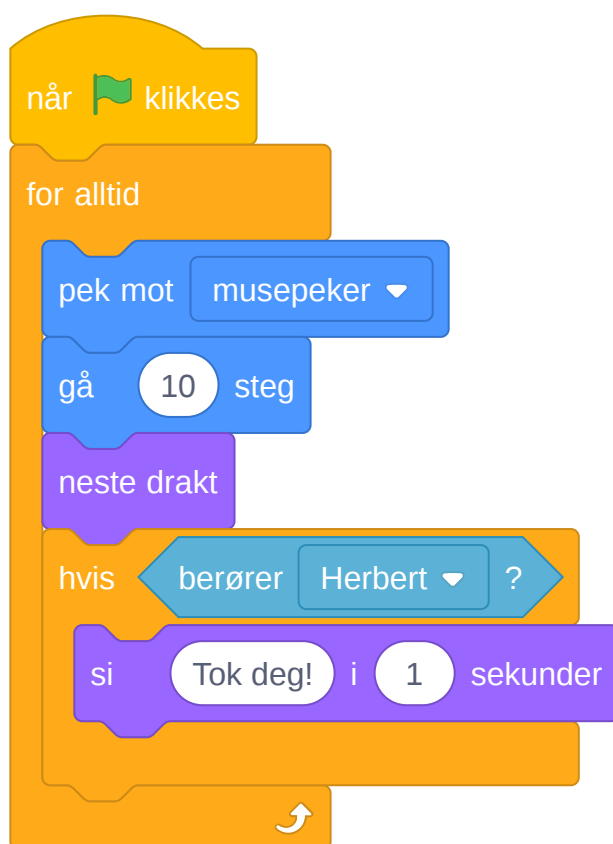 når klikkes
for alltid
pek mot musepeker
gå 10 steg
neste drakt
hvis berører Herbert ?
si Tok deg! i 1 sekunder